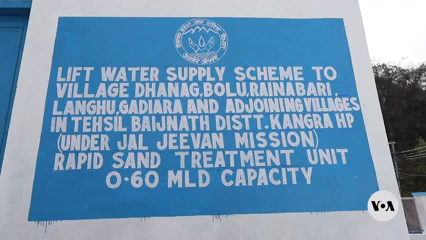 LIFT WATER SUPPLY SCHEME TO
VILLAGE DHANAG,BOLU,RAINABARI,
LANGHU,GADIARA AND ADJOINING VILLAGES
IN TEHSIL BAIJNATH DISTT. KANGRA HP
(UNDER JAL JEEVAN MISSION)
RAPID SAND TREATMENT UNIT
0·60 MLD CAPACITY
VOA